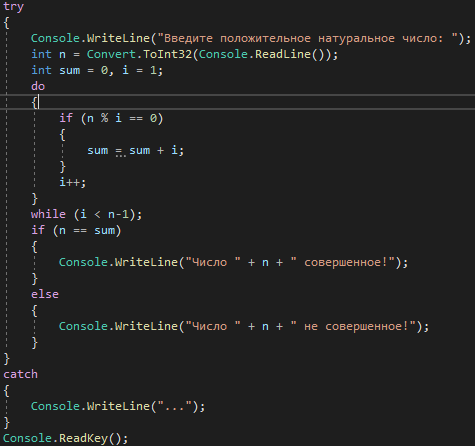 try
{
Console.WriteLine("Введите положительное натуральное число: ");
int n = Convert.ToInt32(Console.ReadLine());
int sum = 0, i = 1;
do
{
if (n % i == 0)
{
sum = sum + i;
}
i++;
}
while (i < n-1);
if (n == sum)
{
Console.WriteLine("Число " + n + " совершенное!");
}
else
{
Console.WriteLine("Число " + n + " не совершенное!");
}
}
catch
{
Console.WriteLine("...");
}
Console.ReadKey();